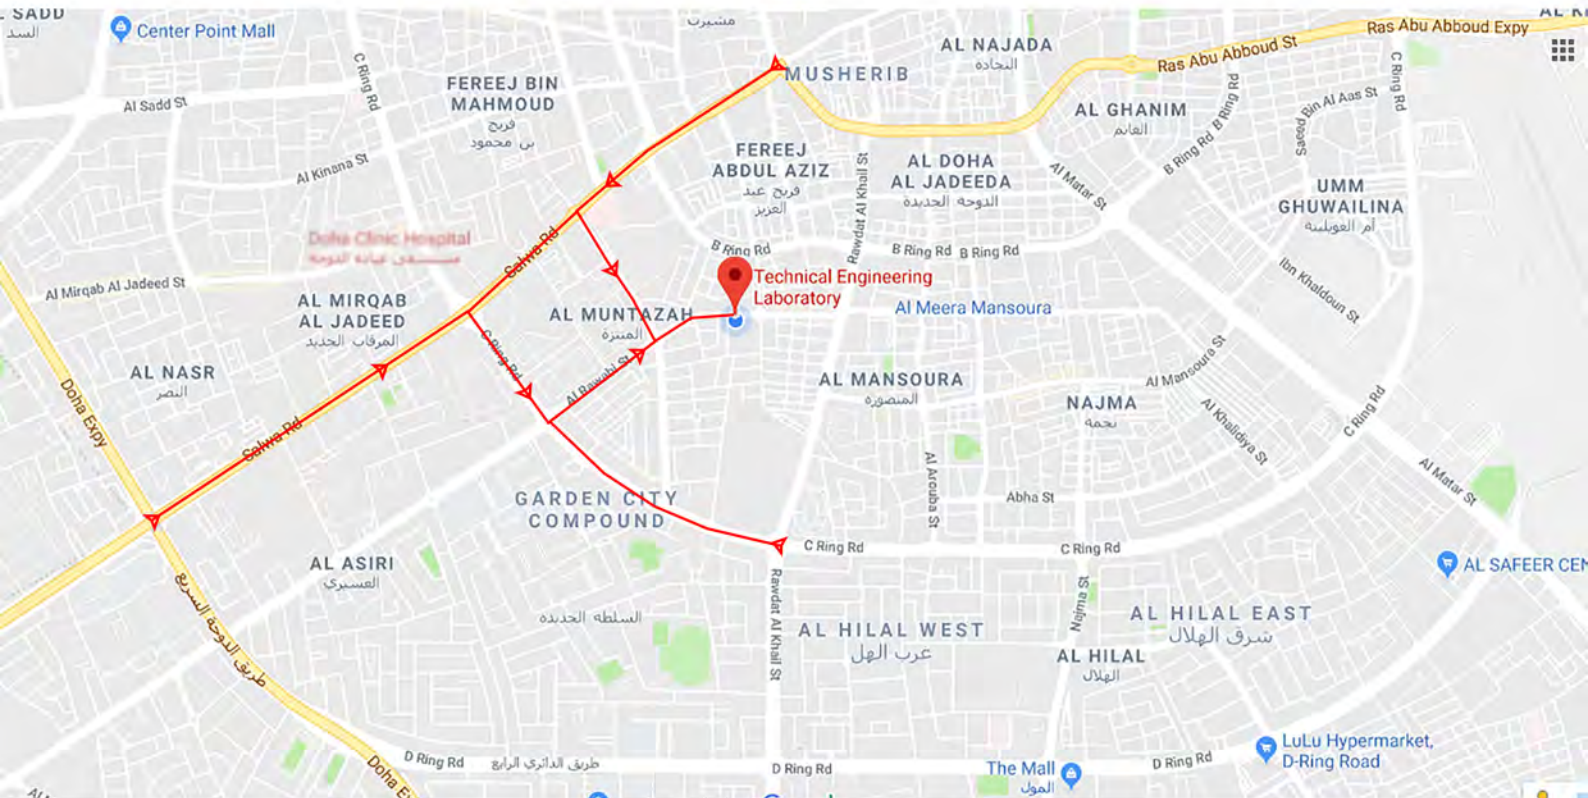 SADD
السد
Center Point Mall
مشيرب
C Ring Rd
Al Sadd St
FEREEJ BIN
MAHMOUD
فريج
بن محمود
Al Kinana St
MUSHERIB
AL NAJADA
النجادة
Ras Abu Abboud St
Ras Abu Abboud Expy
C Ring Rd
AL GHANIM
الغانم
B Ring Rd
B Ring Rd
Saeed Bin Al Aas St
FEREEJ
ABDUL AZIZ
فريج عبد
العزيز
Rawdat Al Khail St
AL DOHA
AL JADEEDA
الدوحة الجديدة
Al Matar St
UMM
GHUWAILINA
أم الغويلينة
Doha Clinic Hospital
مستشفى عيادة الدوحة
Salwa Rd
B Ring Rd
B Ring Rd
B Ring Rd
Ibn Khaldoun St
Al Mirqab Al Jadeed St
AL MIRQAB
AL JADEED
المرقاب الجديد
AL MUNTAZAH
المنتزة
Technical Engineering
Laboratory
Al Meera Mansoura
C Ring Rd
Al Rawabi St
AL NASR
النصر
Doha Expy
AL MANSOURA
المنصورة
Al Mansoura St
NAJMA
نجمة
Al Khalidiya St
C Ring Rd
Salwa Rd
Al Arouba St
Al Matar St
GARDEN CITY
COMPOUND
Abha St
C Ring Rd
C Ring Rd
AL ASIRI
العسيري
AL SAFEER CEN
طريق الدوحة السريع
السلطة الجديدة
Rawdat Al Khail St
AL HILAL WEST
غرب الهل
Najma St
AL HILAL EAST
شرق الهلال
AL HILAL
الهلال
D Ring Rd
طريق الدائري الرابع
Doha E
D Ring Rd
The Mall
المول
D Ring Rd
LuLu Hypermarket,
D-Ring Road